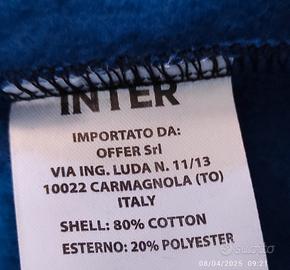 INTER
IMPORTATO DA:
OFFER Srl
VIA ING. LUDA N. 11/13
10022 CARMAGNOLA (TO)
ITALY
SHELL: 80% COTTON
ESTERNO: 20% POLYESTER
subito
08/04/2025 09:21